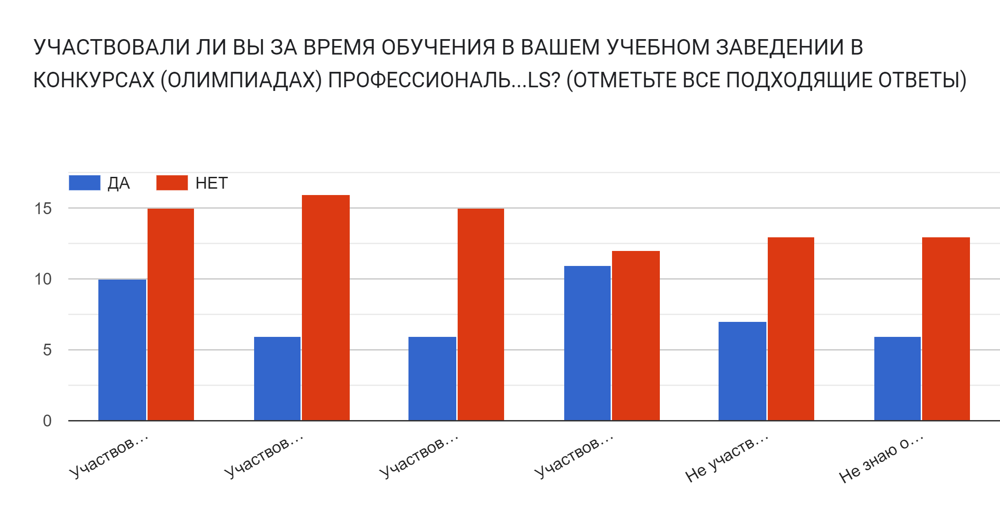 УЧАСТВОВАЛИ ЛИ ВЫ ЗА ВРЕМЯ ОБУЧЕНИЯ В ВАШЕМ УЧЕБНОМ ЗАВЕДЕНИИ В
КОНКУРСАХ (ОЛИМПИАДАХ) ПРОФЕССИОНАЛЬ...LS? (ОТМЕТЬТЕ ВСЕ ПОДХОДЯЩИЕ ОТВЕТЫ)
ДА НЕТ
15
10
5
0
Участвов… Участвов… Участвов… Участвов… Не участв… Не знаю о…